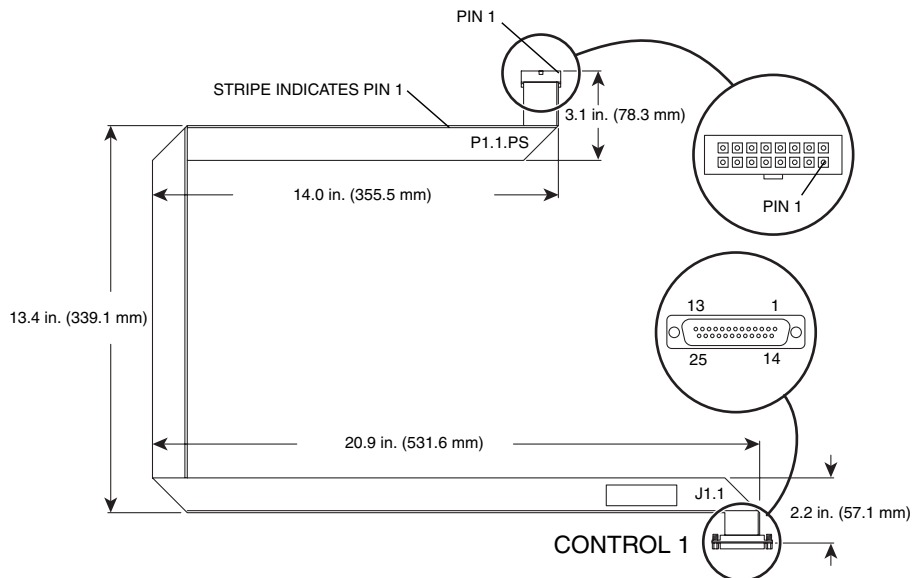 PIN 1
STRIPE INDICATES PIN 1
3.1 in. (78.3 mm)
P1.1.PS
PIN 1
14.0 in. (355.5 mm)
13.4 in. (339.1 mm)
13 1
25 14
20.9 in. (531.6 mm)
J1.1
2.2 in. (57.1 mm)
CONTROL 1